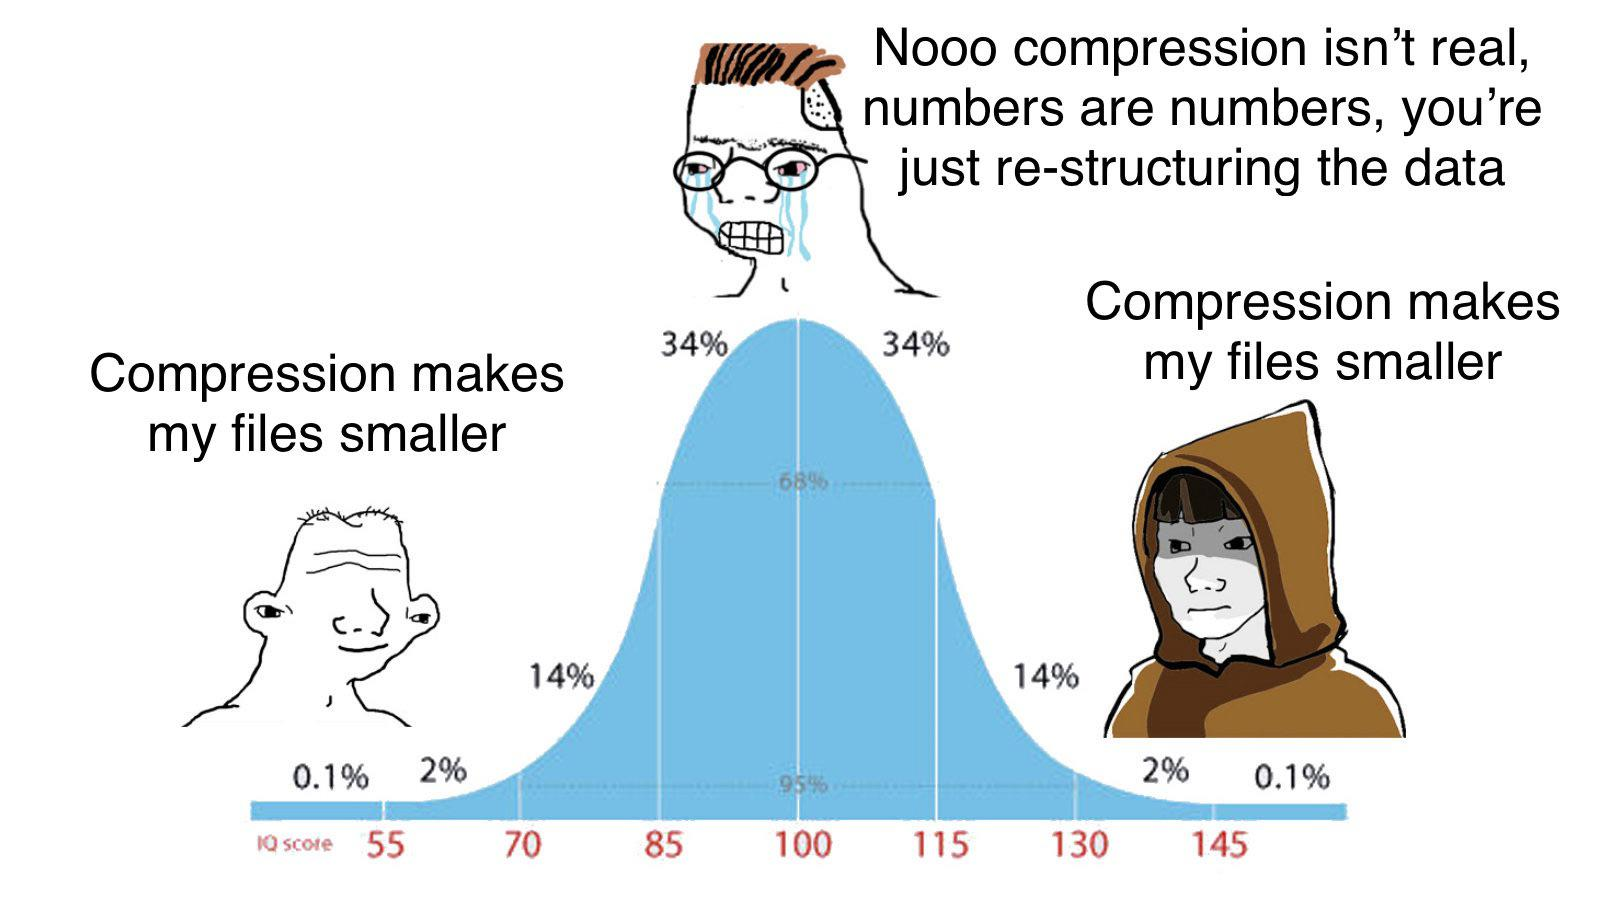 Nooo compression isn’t real,
numbers are numbers, you’re
just re-structuring the data
Compression makes
my files smaller
Compression makes
my files smaller
34%
34%
68%
14%
14%
0.1%
2%
95%
2%
0.1%
IQ score 55 70 85 100 115 130 145